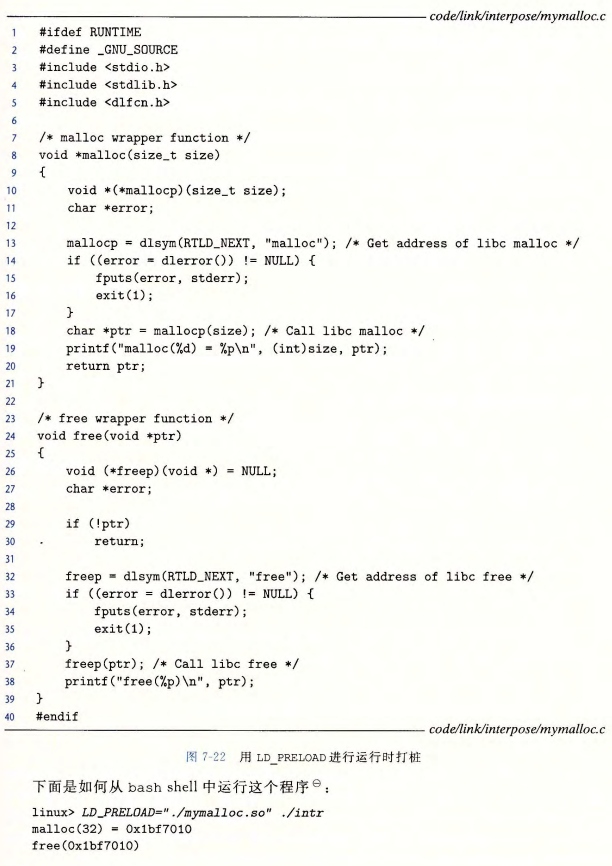 code/link/interpose/mymalloc.c
1 #ifdef RUNTIME
2 #define _GNU_SOURCE
3 #include <stdio.h>
4 #include <stdlib.h>
5 #include <dlfcn.h>
6
7 /* malloc wrapper function */
8 void *malloc(size_t size)
9 {
10     void *(*mallocp)(size_t size);
11     char *error;
12
13     mallocp = dlsym(RTLD_NEXT, "malloc"); /* Get address of libc malloc */
14     if ((error = dlerror()) != NULL) {
15         fputs(error, stderr);
16         exit(1);
17     }
18     char *ptr = mallocp(size); /* Call libc malloc */
19     printf("malloc(%d) = %p\n", (int)size, ptr);
20     return ptr;
21 }
22
23 /* free wrapper function */
24 void free(void *ptr)
25 {
26     void (*freep)(void *) = NULL;
27     char *error;
28
29     if (!ptr)
30         return;
31
32     freep = dlsym(RTLD_NEXT, "free"); /* Get address of libc free */
33     if ((error = dlerror()) != NULL) {
34         fputs(error, stderr);
35         exit(1);
36     }
37     freep(ptr); /* Call libc free */
38     printf("free(%p)\n", ptr);
39 }
40 #endif
code/link/interpose/mymalloc.c
图 7-22 用 LD_PRELOAD 进行运行时打桩
下面是如何从 bash shell 中运行这个程序㊀：
linux> LD_PRELOAD="./mymalloc.so" ./intr
malloc(32) = 0x1bf7010
free(0x1bf7010)